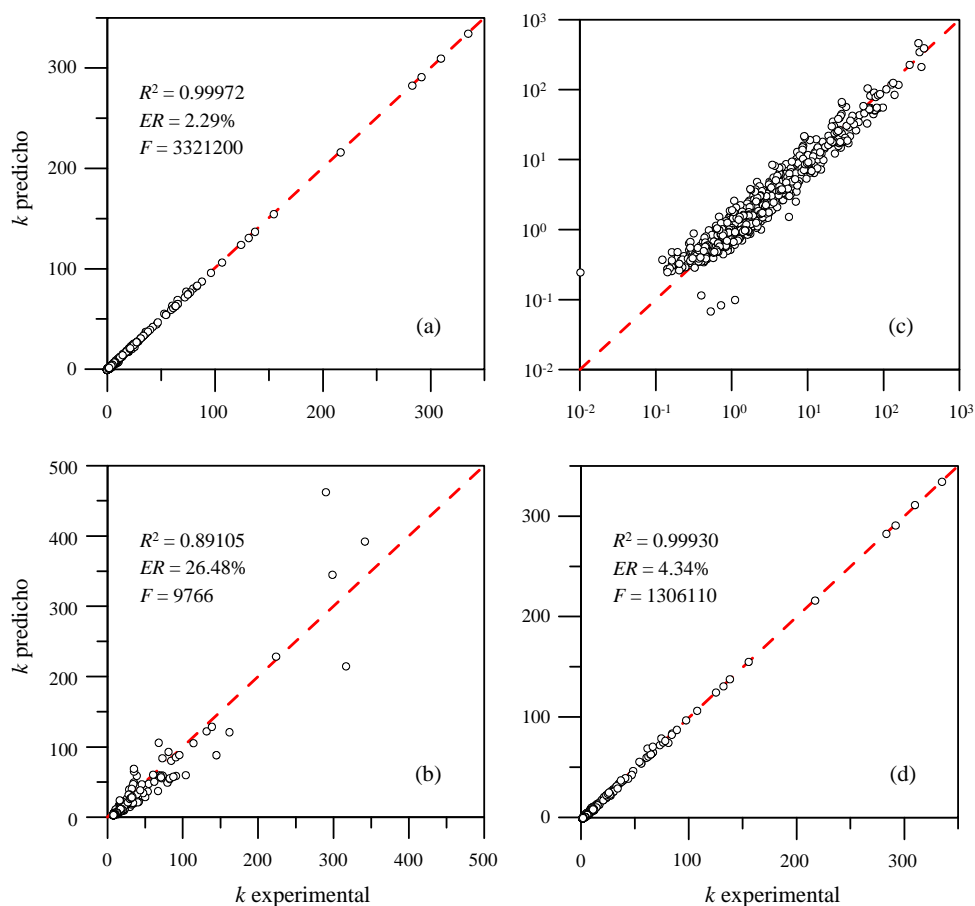 k predicho
300
200
100
0
0
100
200
300
R² = 0.99972
ER = 2.29%
F = 3321200
(a)
10³
10²
10¹
10⁰
10⁻¹
10⁻²
10⁻²
10⁻¹
10⁰
10¹
10²
10³
(c)
k predicho
500
400
300
200
100
0
0
100
200
300
400
500
R² = 0.89105
ER = 26.48%
F = 9766
(b)
k experimental
300
200
100
0
0
100
200
300
R² = 0.99930
ER = 4.34%
F = 1306110
(d)
k experimental